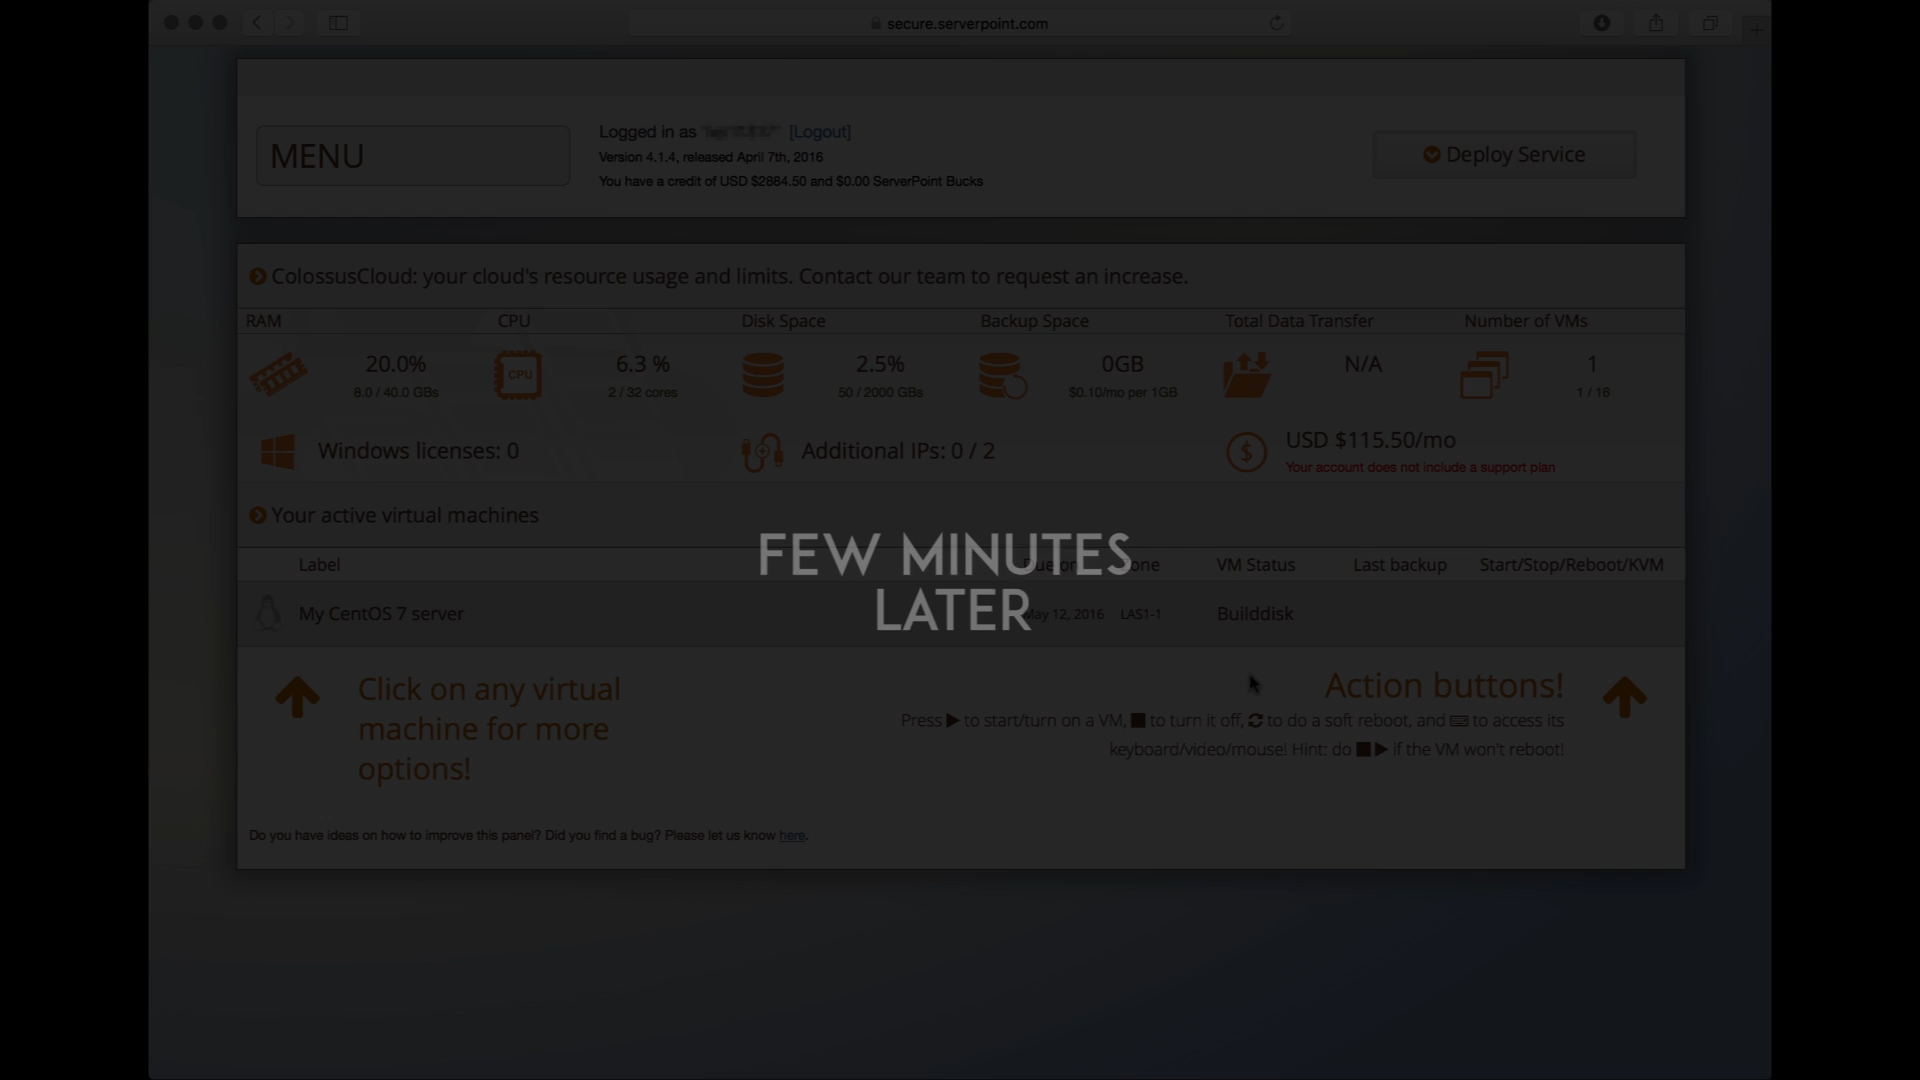 secure.serverpoint.com
MENU
Logged in as [Logout]
Version 4.1.4, released April 7th, 2016
You have a credit of USD $2884.50 and $0.00 ServerPoint Bucks
Deploy Service
ColossusCloud: your cloud's resource usage and limits. Contact our team to request an increase.
RAM CPU Disk Space Backup Space Total Data Transfer Number of VMs
20.0% 6.3 % 2.5% 0GB N/A 1
CPU
8.0 / 40.0 GBs 2 / 32 cores 50 / 2000 GBs $0.10/mo per 1GB 1 / 16
Windows licenses: 0 Additional IPs: 0 / 2 USD $115.50/mo
Your account does not include a support plan
Your active virtual machines
FEW MINUTES
LATER
Label Due on VM Status Last backup Start/Stop/Reboot/KVM
My CentOS 7 server May 12, 2016 LAS1-1 Builddisk
Click on any virtual
machine for more
options!
Action buttons!
Press to start/turn on a VM, to turn it off, to do a soft reboot, and to access its
keyboard/video/mouse! Hint: do if the VM won't reboot!
Do you have ideas on how to improve this panel? Did you find a bug? Please let us know here.